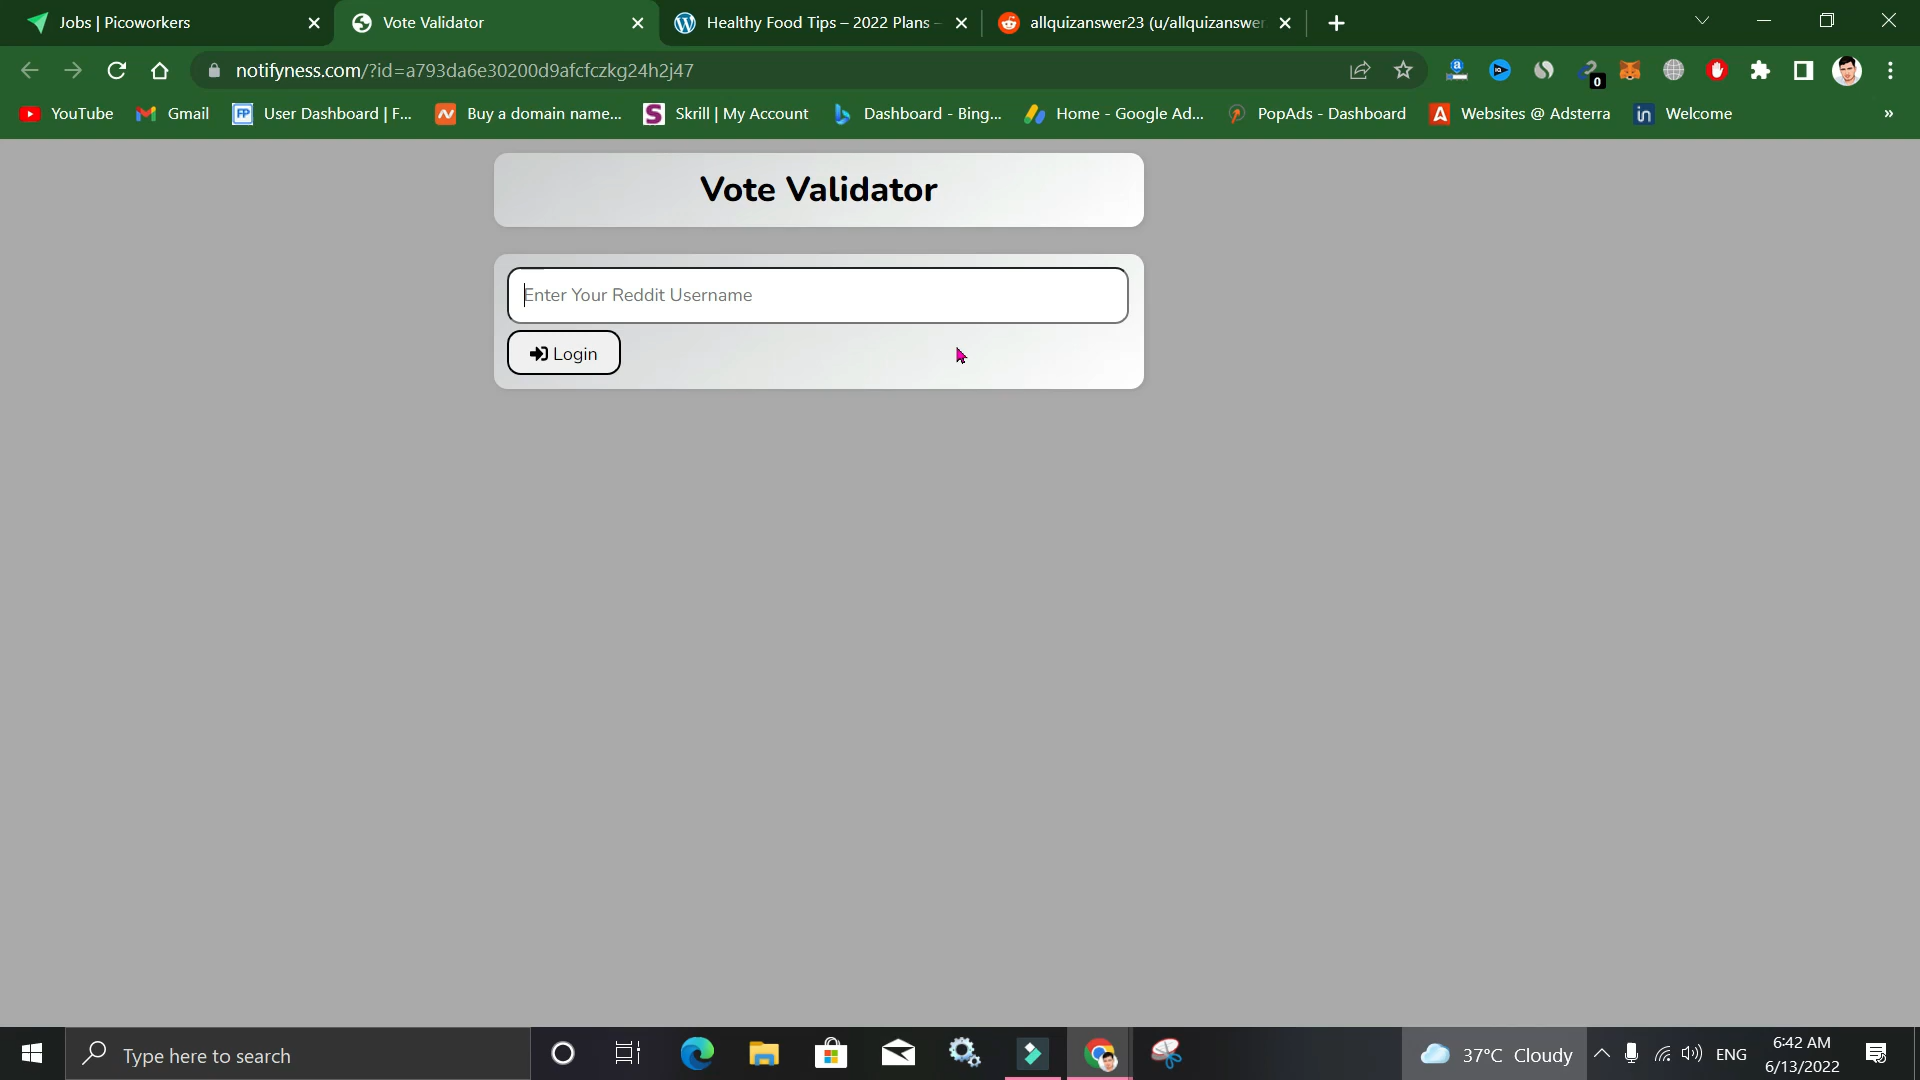 Jobs | Picoworkers
Vote Validator
Healthy Food Tips – 2022 Plans –
allquizanswer23 (u/allquizanswer
notifyness.com/?id=a793da6e30200d9afcfczkg24h2j47
0
YouTube
Gmail
User Dashboard | F...
Buy a domain name...
Skrill | My Account
Dashboard - Bing...
Home - Google Ad...
PopAds - Dashboard
Websites @ Adsterra
Welcome
»
Vote Validator
Enter Your Reddit Username
Login
Type here to search
37°C Cloudy
ENG
6:42 AM
6/13/2022